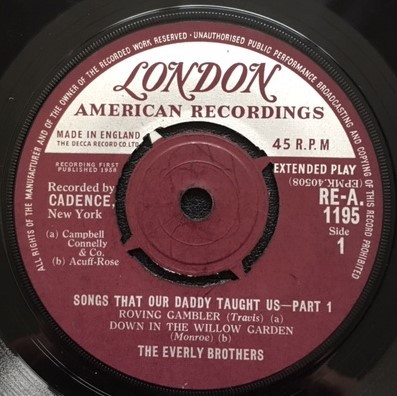 ALL RIGHTS OF THE MANUFACTURER AND OF THE OWNER OF THE RECORDED WORK RESERVED · UNAUTHORISED PUBLIC PERFORMANCE BROADCASTING AND COPYING OF THIS RECORD PROHIBITED
LONDON
AMERICAN RECORDINGS
MADE IN ENGLAND
THE DECCA RECORD CO. LTD.
45 R.P.M
RECORDING FIRST
PUBLISHED 1958
EXTENDED PLAY
(EP/HK.40508)
Recorded by
CADENCE,
New York
RE-A.
1195
(a) Campbell
Connelly
& Co.
(b) Acuff-Rose
Side
1
SONGS THAT OUR DADDY TAUGHT US—PART 1
ROVING GAMBLER (Travis) (a)
DOWN IN THE WILLOW GARDEN
(Monroe) (b)
THE EVERLY BROTHERS